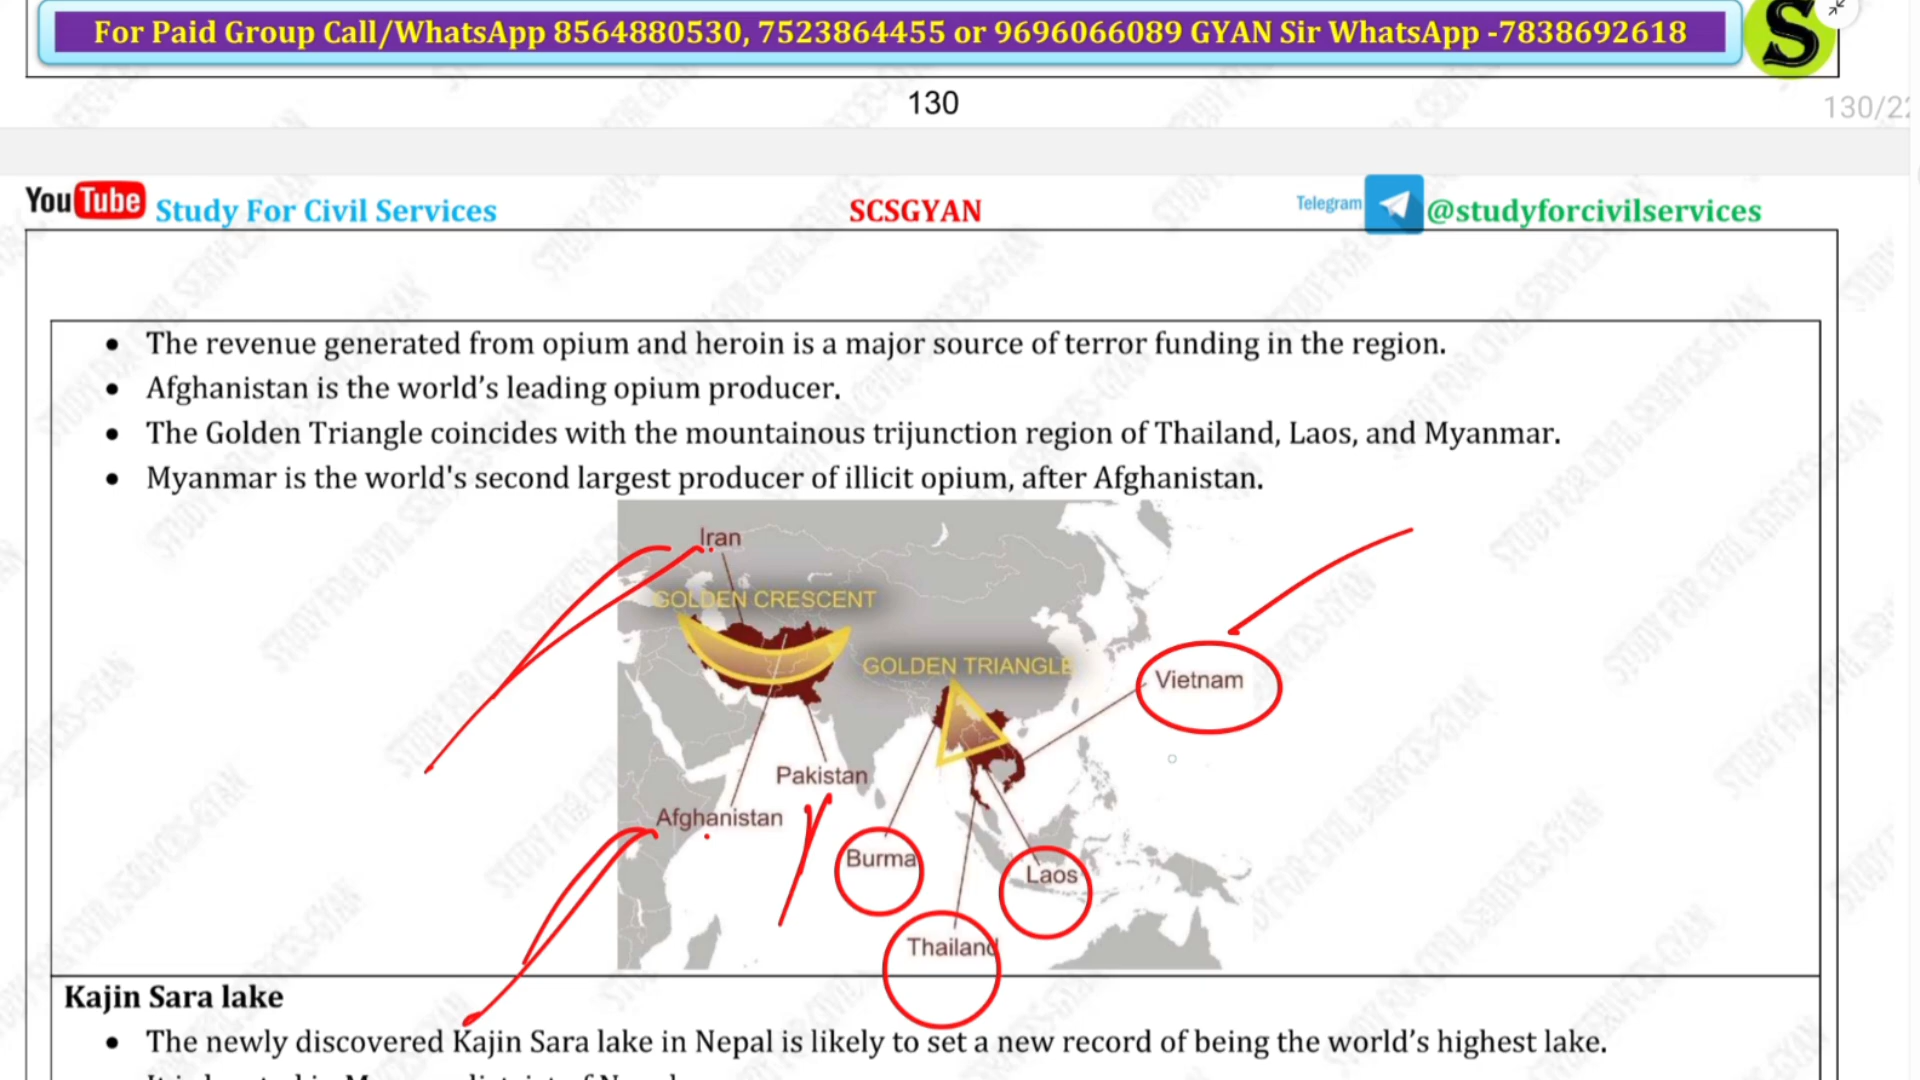 For Paid Group Call/WhatsApp 8564880530, 7523864455 or 9696066089 GYAN Sir WhatsApp -7838692618
S
130
YouTube Study For Civil Services SCSGYAN Telegram @studyforcivilservices
• The revenue generated from opium and heroin is a major source of terror funding in the region.
• Afghanistan is the world's leading opium producer.
• The Golden Triangle coincides with the mountainous trijunction region of Thailand, Laos, and Myanmar.
• Myanmar is the world's second largest producer of illicit opium, after Afghanistan.
Iran
GOLDEN CRESCENT
GOLDEN TRIANGLE
Vietnam
Pakistan
Afghanistan
Burma
Laos
Thailand
Kajin Sara lake
• The newly discovered Kajin Sara lake in Nepal is likely to set a new record of being the world's highest lake.